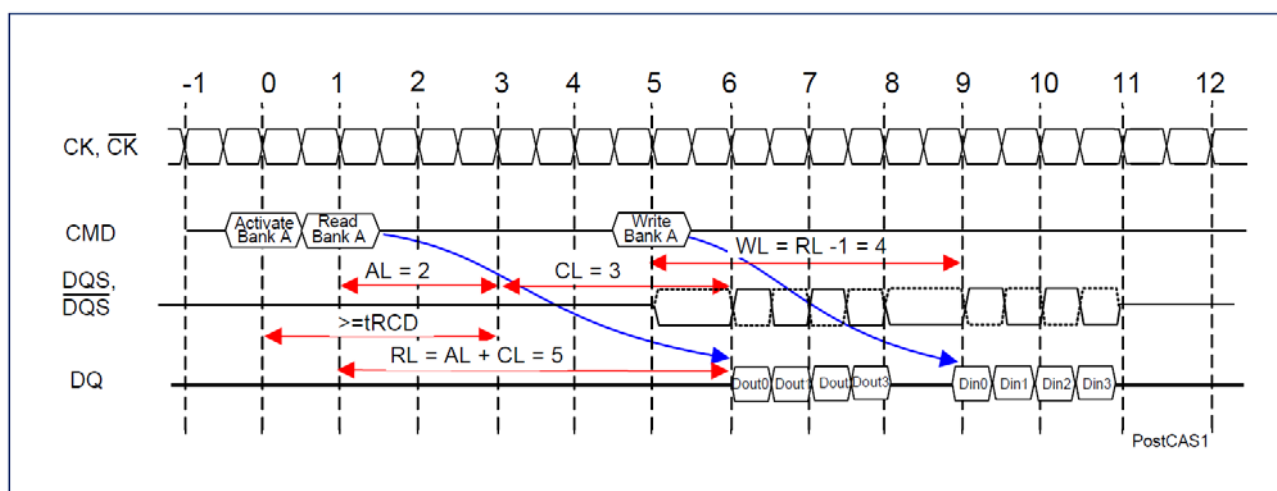 -1 0 1 2 3 4 5 6 7 8 9 10 11 12
CK, C̅K̅
CMD
Activate
Bank A
Read
Bank A
Write
Bank A
WL = RL -1 = 4
AL = 2
CL = 3
DQS,
D̅Q̅S̅
>=tRCD
RL = AL + CL = 5
DQ
Dout0 Dout1 Dout Dout3 Din0 Din1 Din2 Din3
PostCAS1